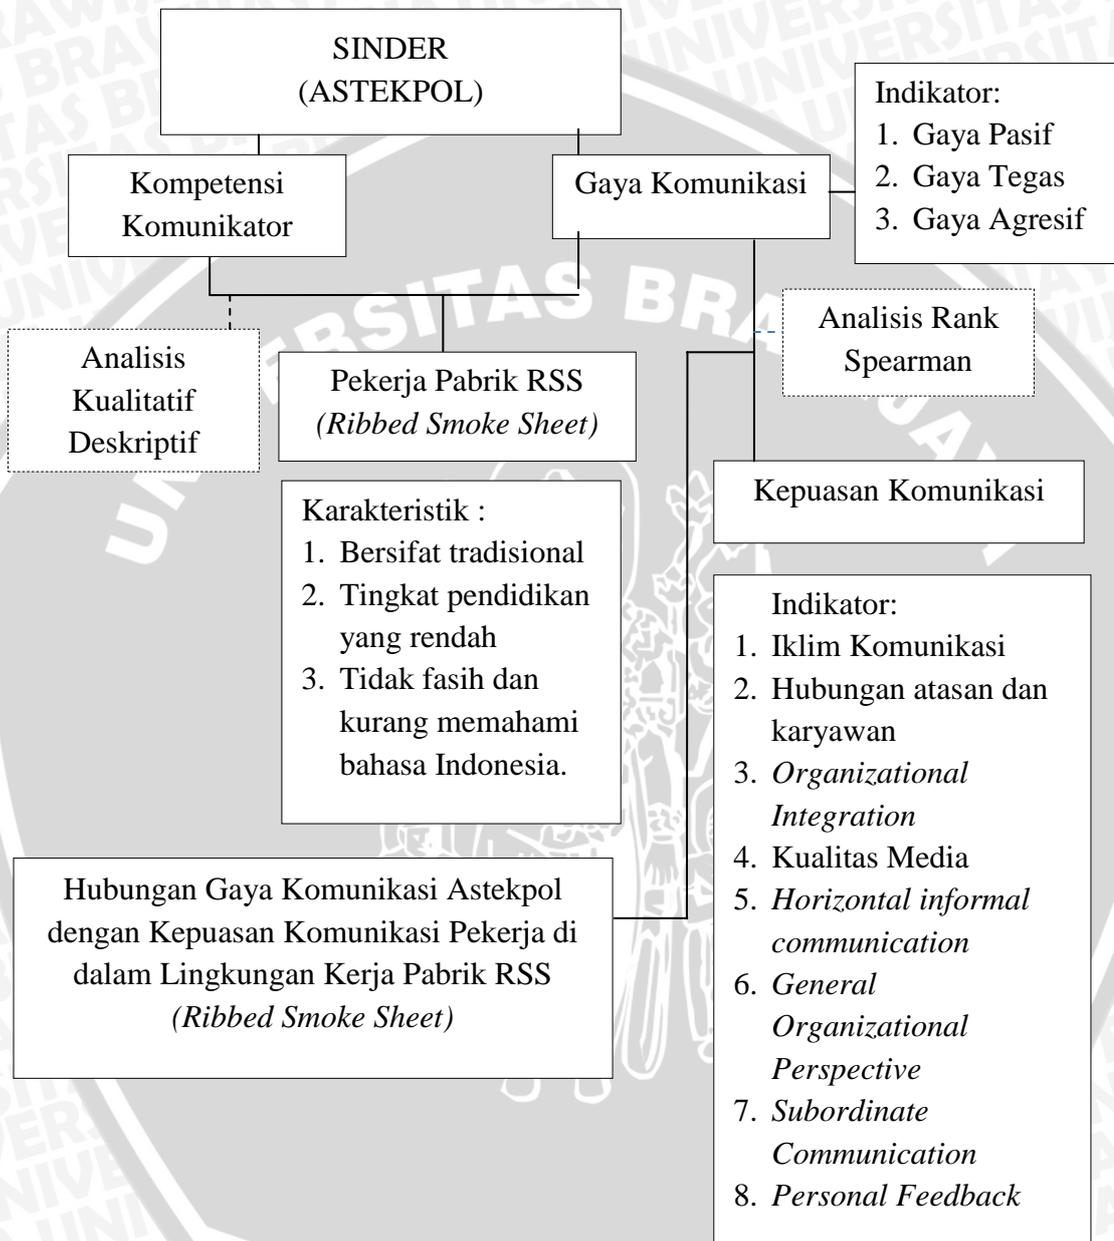 SINDER
(ASTEKPOL)
Indikator:
1. Gaya Pasif
2. Gaya Tegas
3. Gaya Agresif
Kompetensi
Komunikator
Gaya Komunikasi
Analisis Rank
Spearman
Analisis
Kualitatif
Deskriptif
Pekerja Pabrik RSS
(Ribbed Smoke Sheet)
Kepuasan Komunikasi
Karakteristik :
1. Bersifat tradisional
2. Tingkat pendidikan
yang rendah
3. Tidak fasih dan
kurang memahami
bahasa Indonesia.
Indikator:
1. Iklim Komunikasi
2. Hubungan atasan dan
karyawan
3. Organizational
Integration
4. Kualitas Media
5. Horizontal informal
communication
6. General
Organizational
Perspective
7. Subordinate
Communication
8. Personal Feedback
Hubungan Gaya Komunikasi Astekpol
dengan Kepuasan Komunikasi Pekerja di
dalam Lingkungan Kerja Pabrik RSS
(Ribbed Smoke Sheet)